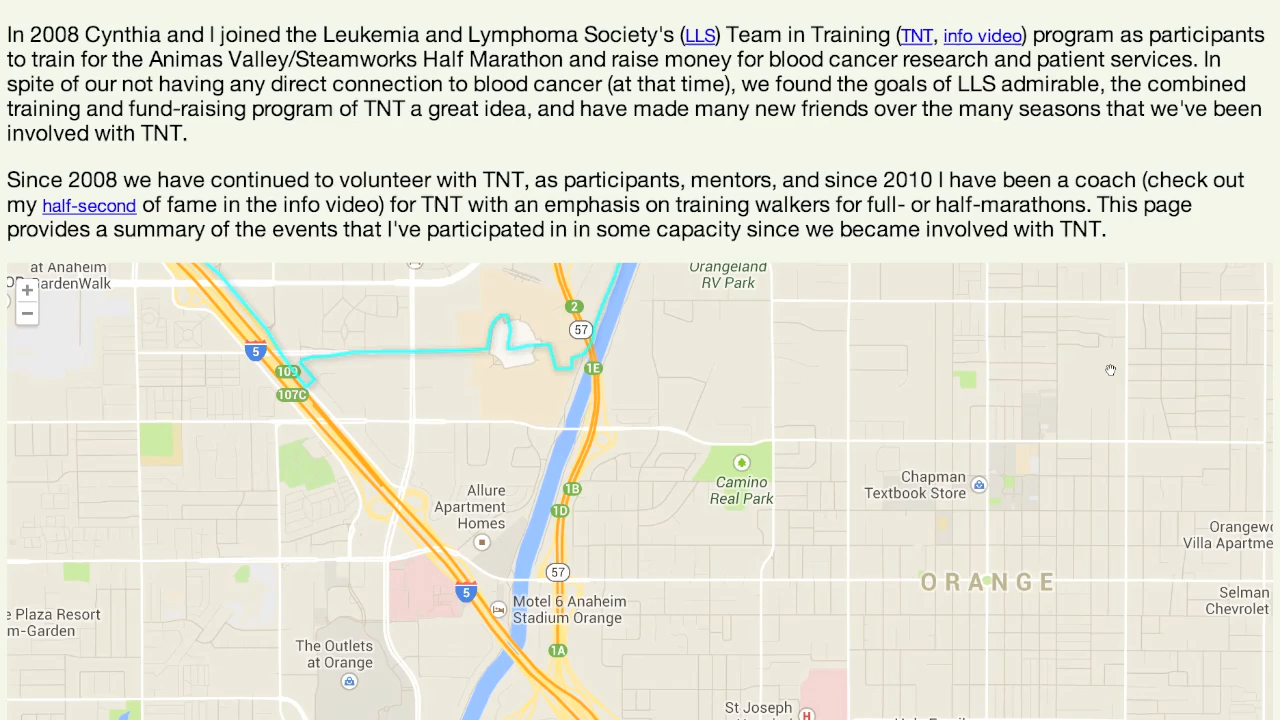 In 2008 Cynthia and I joined the Leukemia and Lymphoma Society's (LLS) Team in Training (TNT, info video) program as participants
to train for the Animas Valley/Steamworks Half Marathon and raise money for blood cancer research and patient services. In
spite of our not having any direct connection to blood cancer (at that time), we found the goals of LLS admirable, the combined
training and fund-raising program of TNT a great idea, and have made many new friends over the many seasons that we've been
involved with TNT.
Since 2008 we have continued to volunteer with TNT, as participants, mentors, and since 2010 I have been a coach (check out
my half-second of fame in the info video) for TNT with an emphasis on training walkers for full- or half-marathons. This page
provides a summary of the events that I've participated in in some capacity since we became involved with TNT.
at Anaheim
GardenWalk
+
−
Orangeland
RV Park
2
57
5
109
107C
1E
Camino
Real Park
Chapman
Textbook Store
Allure
Apartment
Homes
1B
1D
Orangew
Villa Apartme
57
ORANGE
5
Motel 6 Anaheim
Stadium Orange
Selman
Chevrolet
e Plaza Resort
m-Garden
The Outlets
at Orange
1A
St Joseph
H